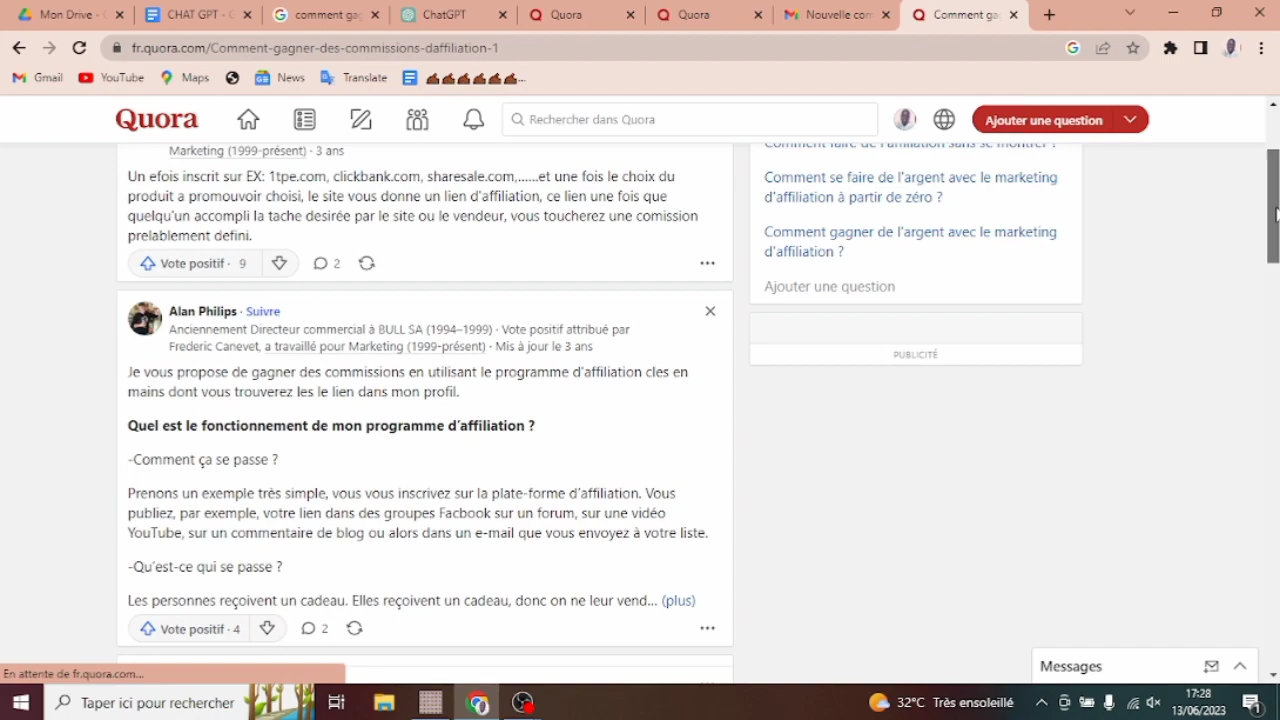 Mon Drive - G
CHAT GPT - G
comment gag
ChatGPT
Quora
Quora
Nouvelle com
Comment gag
fr.quora.com/Comment-gagner-des-commissions-daffiliation-1
Gmail
YouTube
Maps
News
Translate
Quora
Rechercher dans Quora
Ajouter une question
Marketing (1999-présent) · 3 ans
Un efois inscrit sur EX: 1tpe.com, clickbank.com, sharesale.com,......et une fois le choix du
produit a promouvoir choisi, le site vous donne un lien d'affiliation, ce lien une fois que
quelqu'un accompli la tache desirée par le site ou le vendeur, vous toucherez une comission
prelablement defini.
Vote positif · 9
2
Comment faire de l'affiliation sans se montrer ?
Comment se faire de l'argent avec le marketing
d'affiliation à partir de zéro ?
Comment gagner de l'argent avec le marketing
d'affiliation ?
Ajouter une question
PUBLICITÉ
Alan Philips · Suivre
Anciennement Directeur commercial à BULL SA (1994–1999) · Vote positif attribué par
Frederic Canevet, a travaillé pour Marketing (1999-présent) · Mis à jour le 3 ans
Je vous propose de gagner des commissions en utilisant le programme d'affiliation cles en
mains dont vous trouverez les le lien dans mon profil.
Quel est le fonctionnement de mon programme d'affiliation ?
-Comment ça se passe ?
Prenons un exemple très simple, vous vous inscrivez sur la plate-forme d'affiliation. Vous
publiez, par exemple, votre lien dans des groupes Facbook sur un forum, sur une vidéo
YouTube, sur un commentaire de blog ou alors dans un e-mail que vous envoyez à votre liste.
-Qu'est-ce qui se passe ?
Les personnes reçoivent un cadeau. Elles reçoivent un cadeau, donc on ne leur vend... (plus)
Vote positif · 4
2
Messages
En attente de fr.quora.com...
Taper ici pour rechercher
32°C Très ensoleillé
17:28
13/06/2023
1